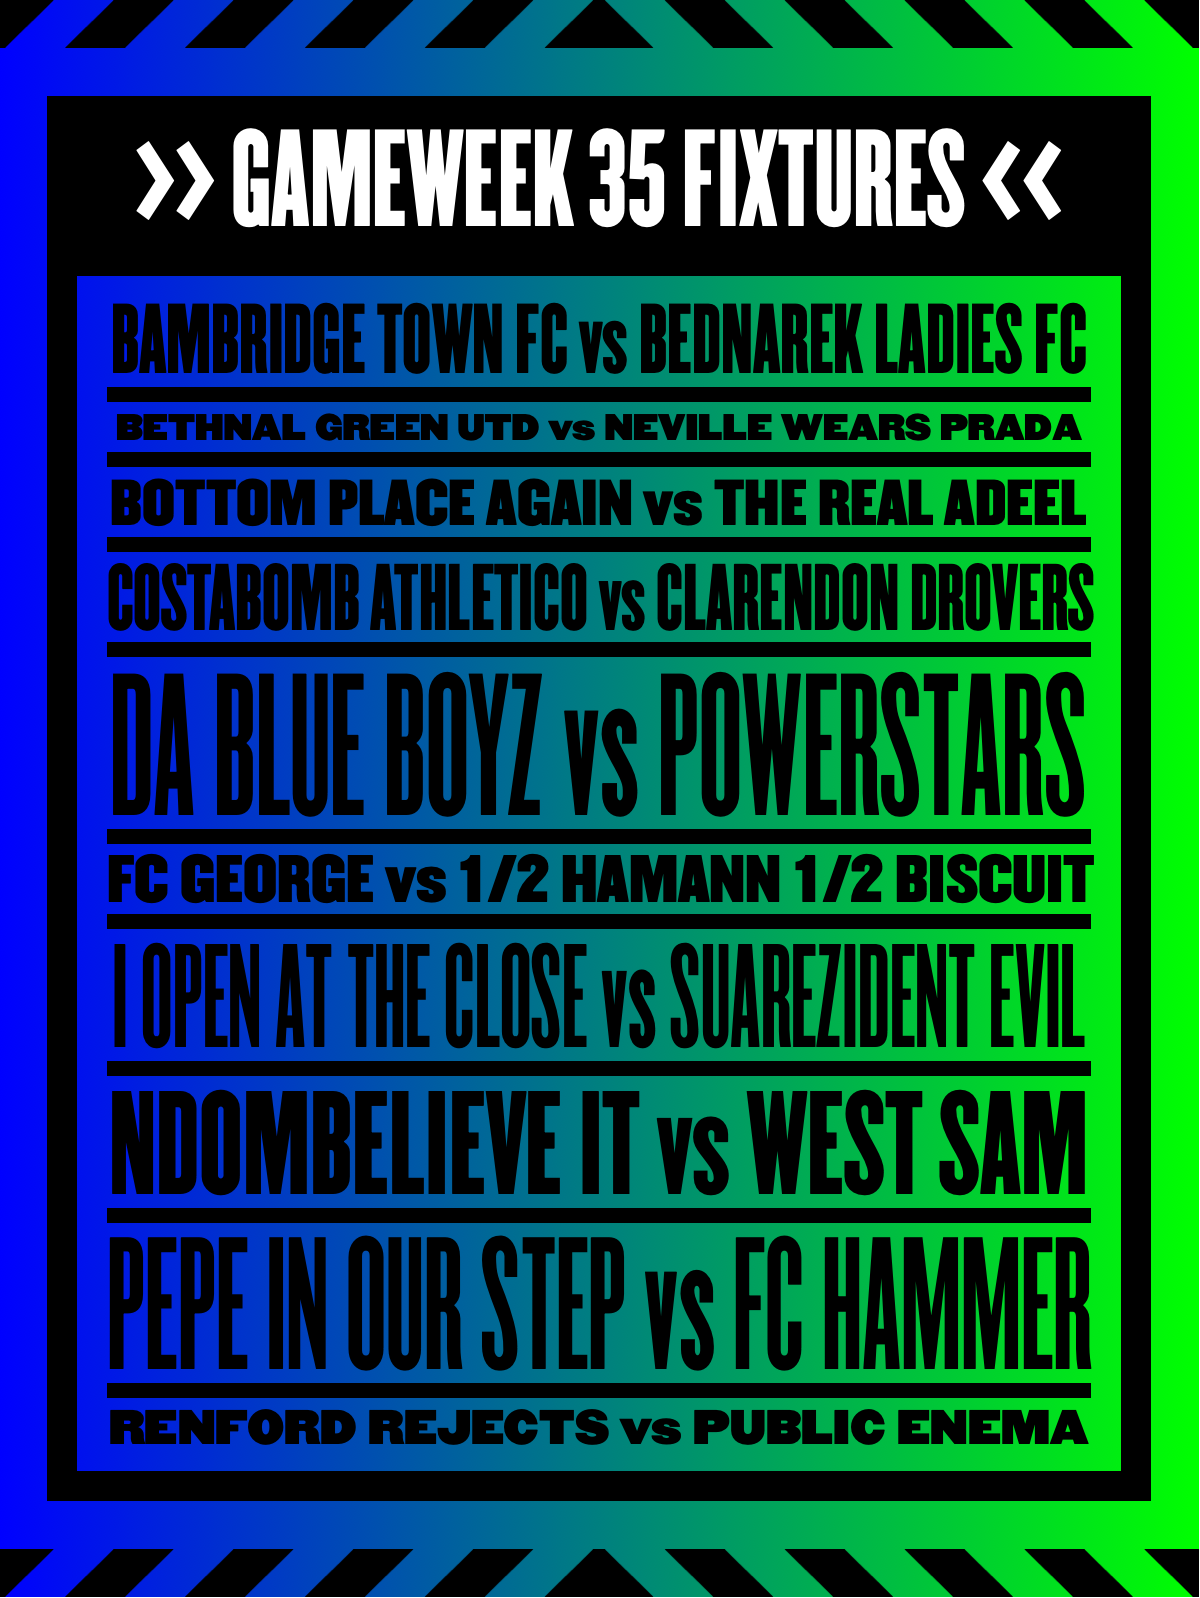 >> GAMEWEEK 35 FIXTURES <<
BAMBRIDGE TOWN FC vs BEDNAREK LADIES FC
BETHNAL GREEN UTD vs NEVILLE WEARS PRADA
BOTTOM PLACE AGAIN vs THE REAL ADEEL
COSTABOMB ATHLETICO vs CLARENDON DROVERS
DA BLUE BOYZ vs POWERSTARS
FC GEORGE vs 1/2 HAMANN 1/2 BISCUIT
I OPEN AT THE CLOSE vs SUAREZIDENT EVIL
NDOMBELIEVE IT vs WEST SAM
PEPE IN OUR STEP vs FC HAMMER
RENFORD REJECTS vs PUBLIC ENEMA